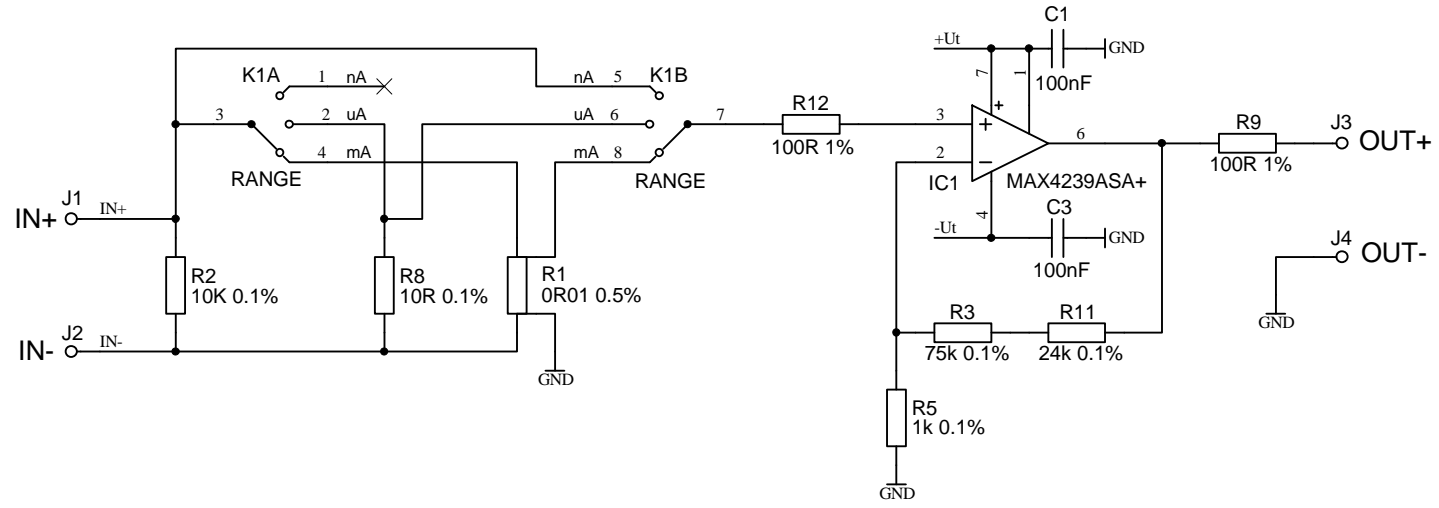 C1
+Ut
GND
7
1
100nF
K1A
1
nA
nA
5
K1B
3
2
uA
uA
6
7
R12
3
+
+
6
R9
J3
OUT+
4
mA
mA
8
100R 1%
2
−
100R 1%
RANGE
RANGE
IC1
MAX4239ASA+
J1
IN+
IN+
4
C3
-Ut
GND
J4
OUT-
R2
10K 0.1%
R8
10R 0.1%
R1
0R01 0.5%
100nF
R3
R11
GND
J2
IN-
IN-
75k 0.1%
24k 0.1%
GND
R5
1k 0.1%
GND